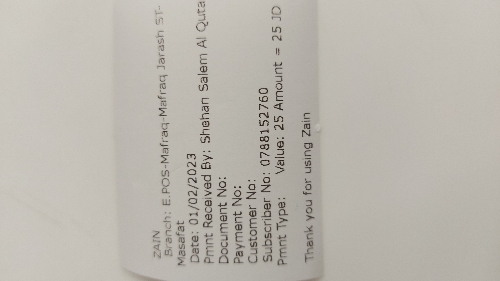 ZAIN
Branch: E.POS-Mafraq-Mafraq Jarash ST-
Masafat
Date: 01/02/2023
Pmnt Received By: Shehan Salem Al Quta
Document No:
Payment No:
Customer No:
Subscriber No: 0788152760
Pmnt Type: Value: 25 Amount = 25 JD
Thank you for using Zain